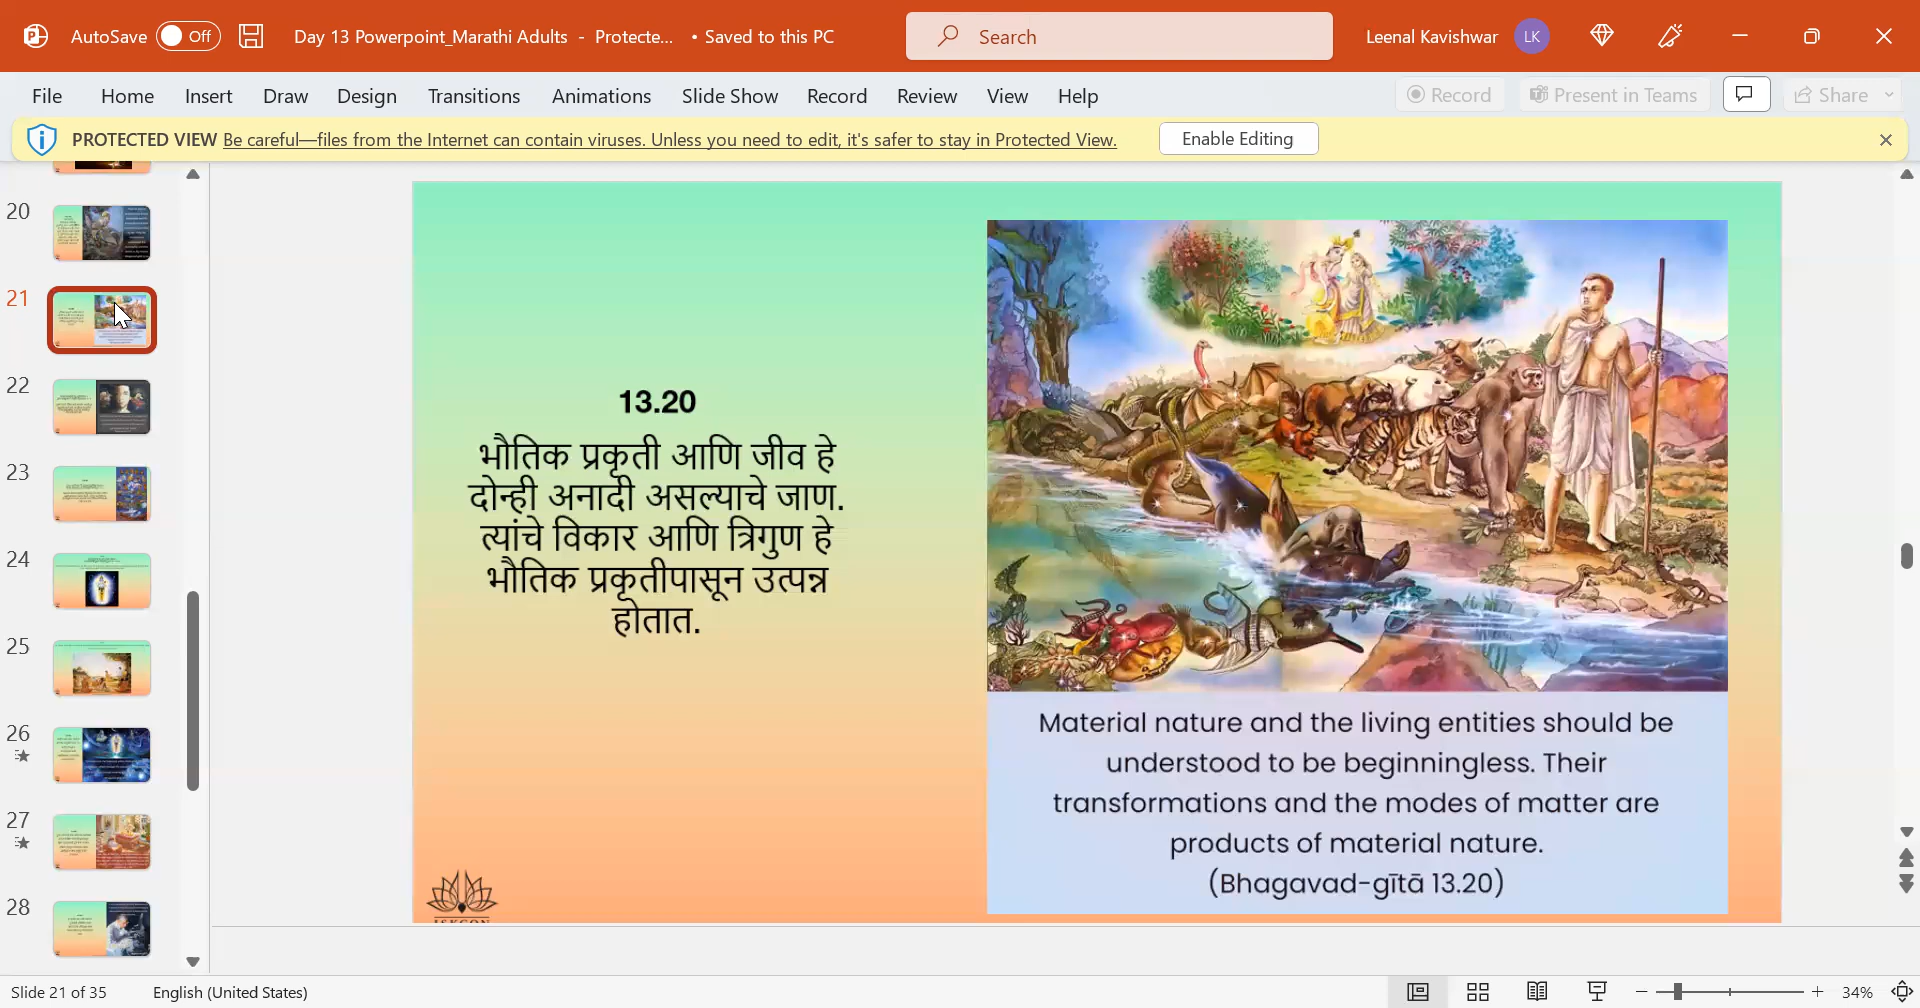 AutoSave Off Day 13 Powerpoint_Marathi Adults - Protecte... • Saved to this PC Search Leenal Kavishwar LK
File Home Insert Draw Design Transitions Animations Slide Show Record Review View Help Record Present in Teams Share
PROTECTED VIEW Be careful—files from the Internet can contain viruses. Unless you need to edit, it's safer to stay in Protected View. Enable Editing
20
21
22
23
24
25
26
27
28
13.20
भौतिक प्रकृती आणि जीव हे
दोन्ही अनादी असल्याचे जाण.
त्यांचे विकार आणि त्रिगुण हे
भौतिक प्रकृतीपासून उत्पन्न
होतात.
Material nature and the living entities should be
understood to be beginningless. Their
transformations and the modes of matter are
products of material nature.
(Bhagavad-gītā 13.20)
ISKCON
Slide 21 of 35 English (United States) 34%